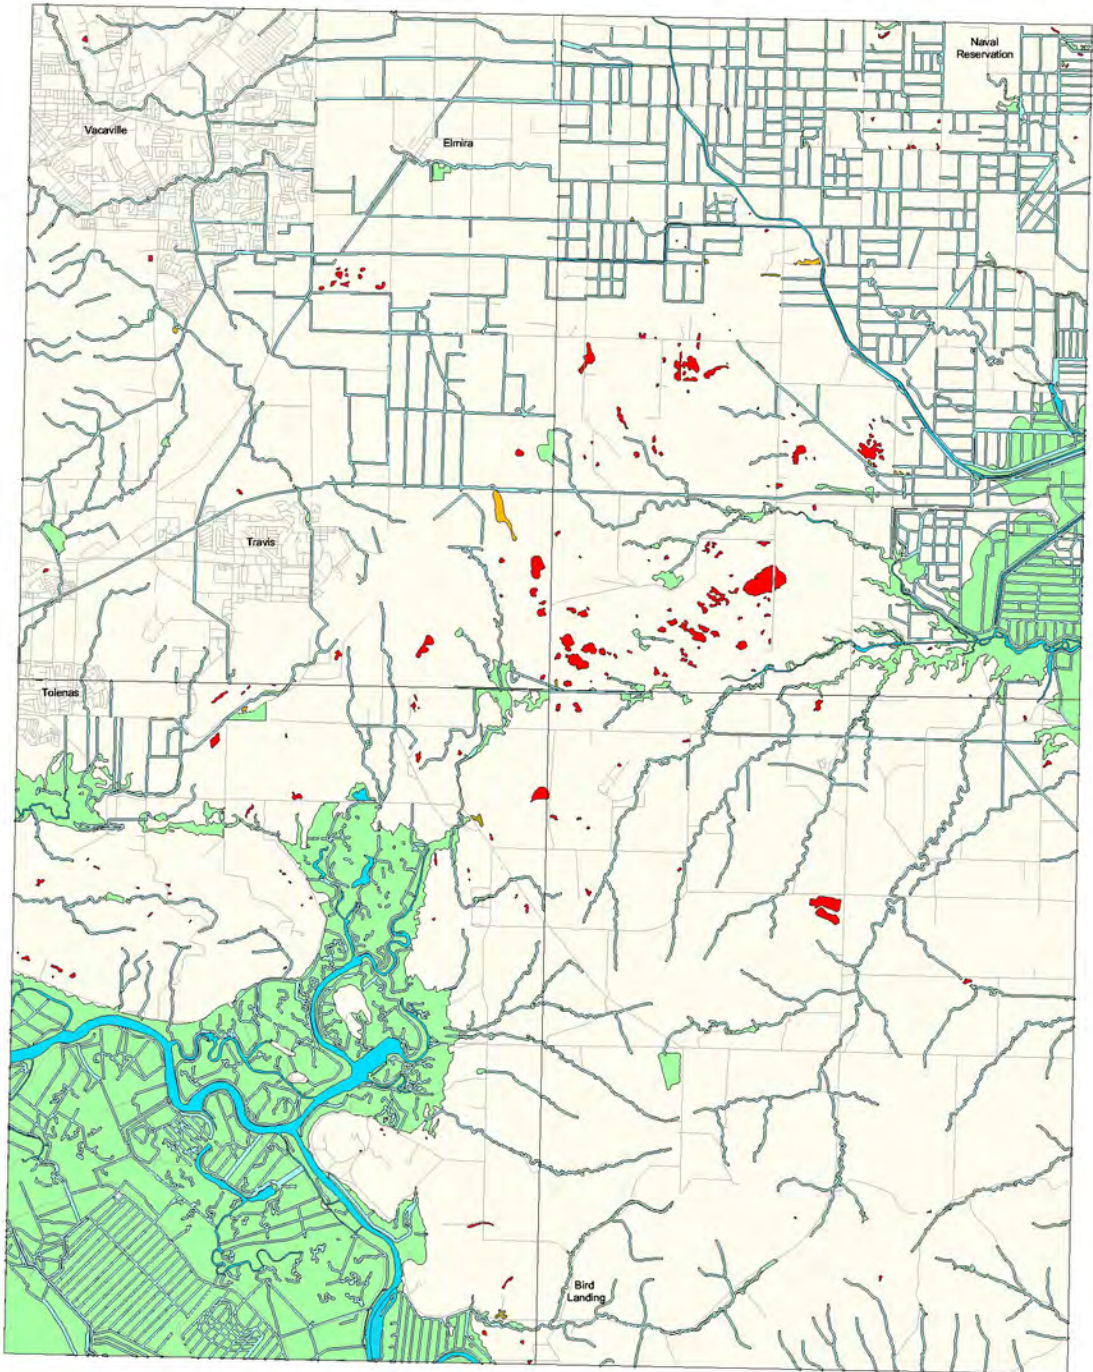 Naval
Reservation
Vacaville
Elmira
Travis
Tolenas
Bird
Landing